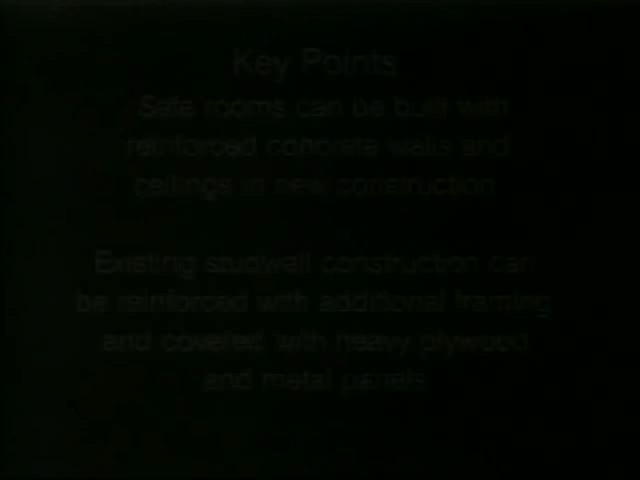 Key Points
Safe rooms can be built with
reinforced concrete walls and
ceilings in new construction
Existing studwall construction can
be reinforced with additional framing
and covered with heavy plywood
and metal panels